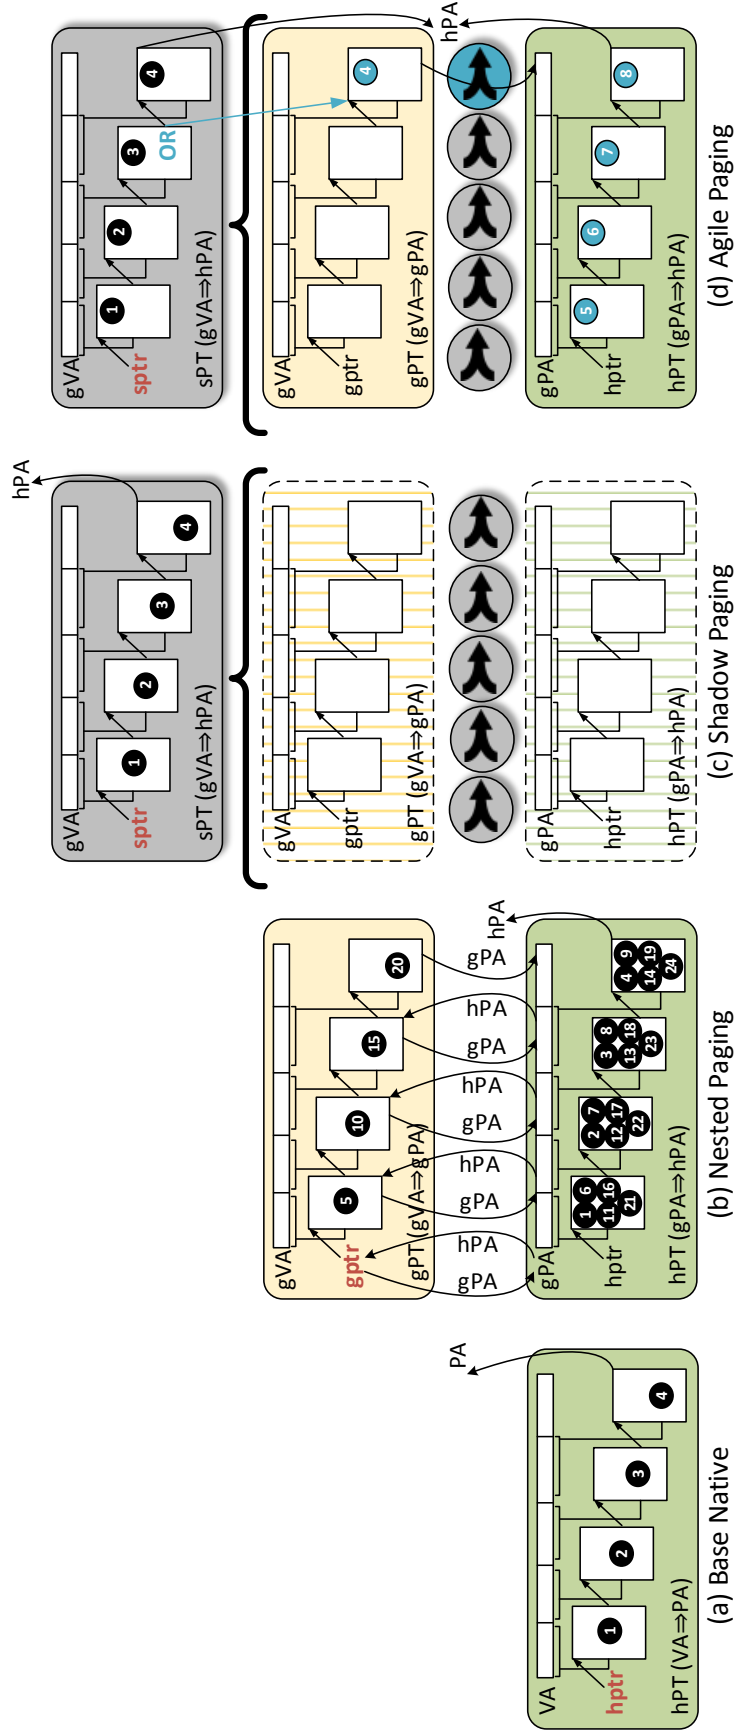 VA
PA
hptr
1
2
3
4
hPT (VA⇒PA)
(a) Base Native
gVA
gptr
5
10
15
20
gPT (gVA⇒gPA)
gPA
hPA
gPA
hPA
gPA
hPA
gPA
hPA
gPA
hPA
gPA
hptr
1 6
11 16
21
2 7
12 17
22
3 8
13 18
23
4 9
14 19
24
hPT (gPA⇒hPA)
(b) Nested Paging
hPA
gVA
sptr
1
2
3
4
sPT (gVA⇒hPA)
gVA
gptr
gPT (gVA⇒gPA)
gPA
hptr
hPT (gPA⇒hPA)
(c) Shadow Paging
gVA
sptr
1
2
3
OR
4
sPT (gVA⇒hPA)
gVA
gptr
4
gPT (gVA⇒gPA)
hPA
gPA
hptr
5
6
7
8
hPT (gPA⇒hPA)
(d) Agile Paging